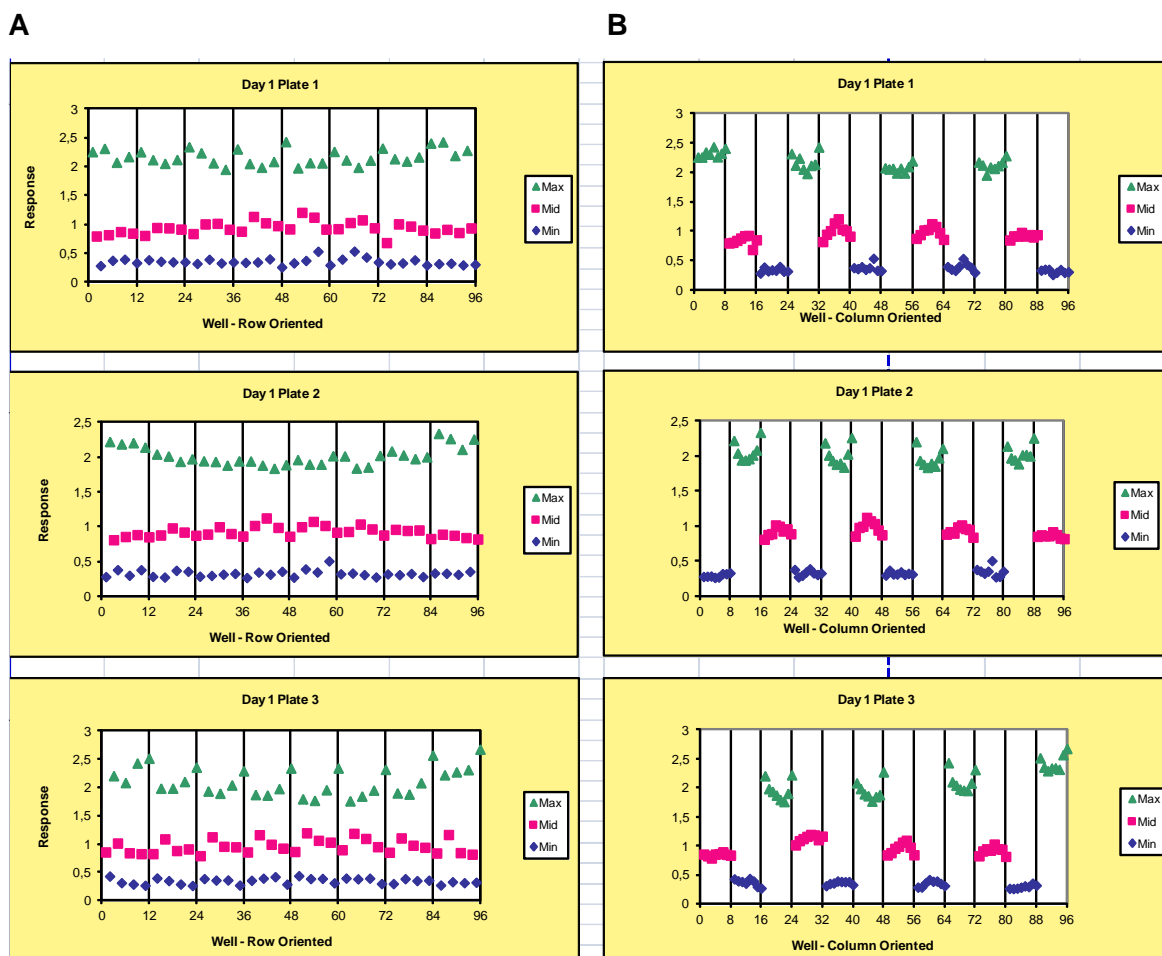 A
B
Day 1 Plate 1
3
2,5
2
1,5
1
0,5
0
Response
0 12 24 36 48 60 72 84 96
Well - Row Oriented
Max
Mid
Min
Day 1 Plate 1
3
2,5
2
1,5
1
0,5
0
0 8 16 24 32 40 48 56 64 72 80 88 96
Well - Column Oriented
Max
Mid
Min
Day 1 Plate 2
2,5
2
1,5
1
0,5
0
Response
0 12 24 36 48 60 72 84 96
Well - Row Oriented
Max
Mid
Min
Day 1 Plate 2
2,5
2
1,5
1
0,5
0
0 8 16 24 32 40 48 56 64 72 80 88 96
Well - Column Oriented
Max
Mid
Min
Day 1 Plate 3
3
2,5
2
1,5
1
0,5
0
Response
0 12 24 36 48 60 72 84 96
Well - Row Oriented
Max
Mid
Min
Day 1 Plate 3
3
2,5
2
1,5
1
0,5
0
0 8 16 24 32 40 48 56 64 72 80 88 96
Well - Column Oriented
Max
Mid
Min